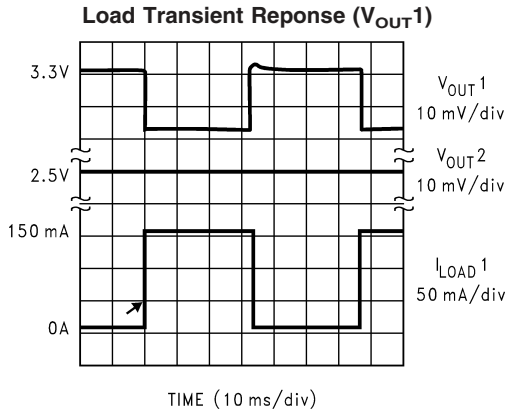 Load Transient Reponse (VOUT1)
3.3V
VOUT1
10 mV/div
VOUT2
2.5V
10 mV/div
150 mA
ILOAD1
50 mA/div
0A
TIME (10 ms/div)